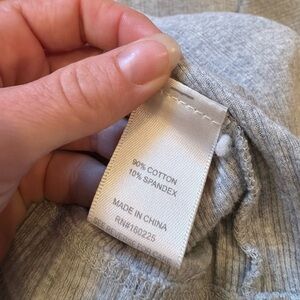 90% COTTON
10% SPANDEX
MADE IN CHINA
RN#160225